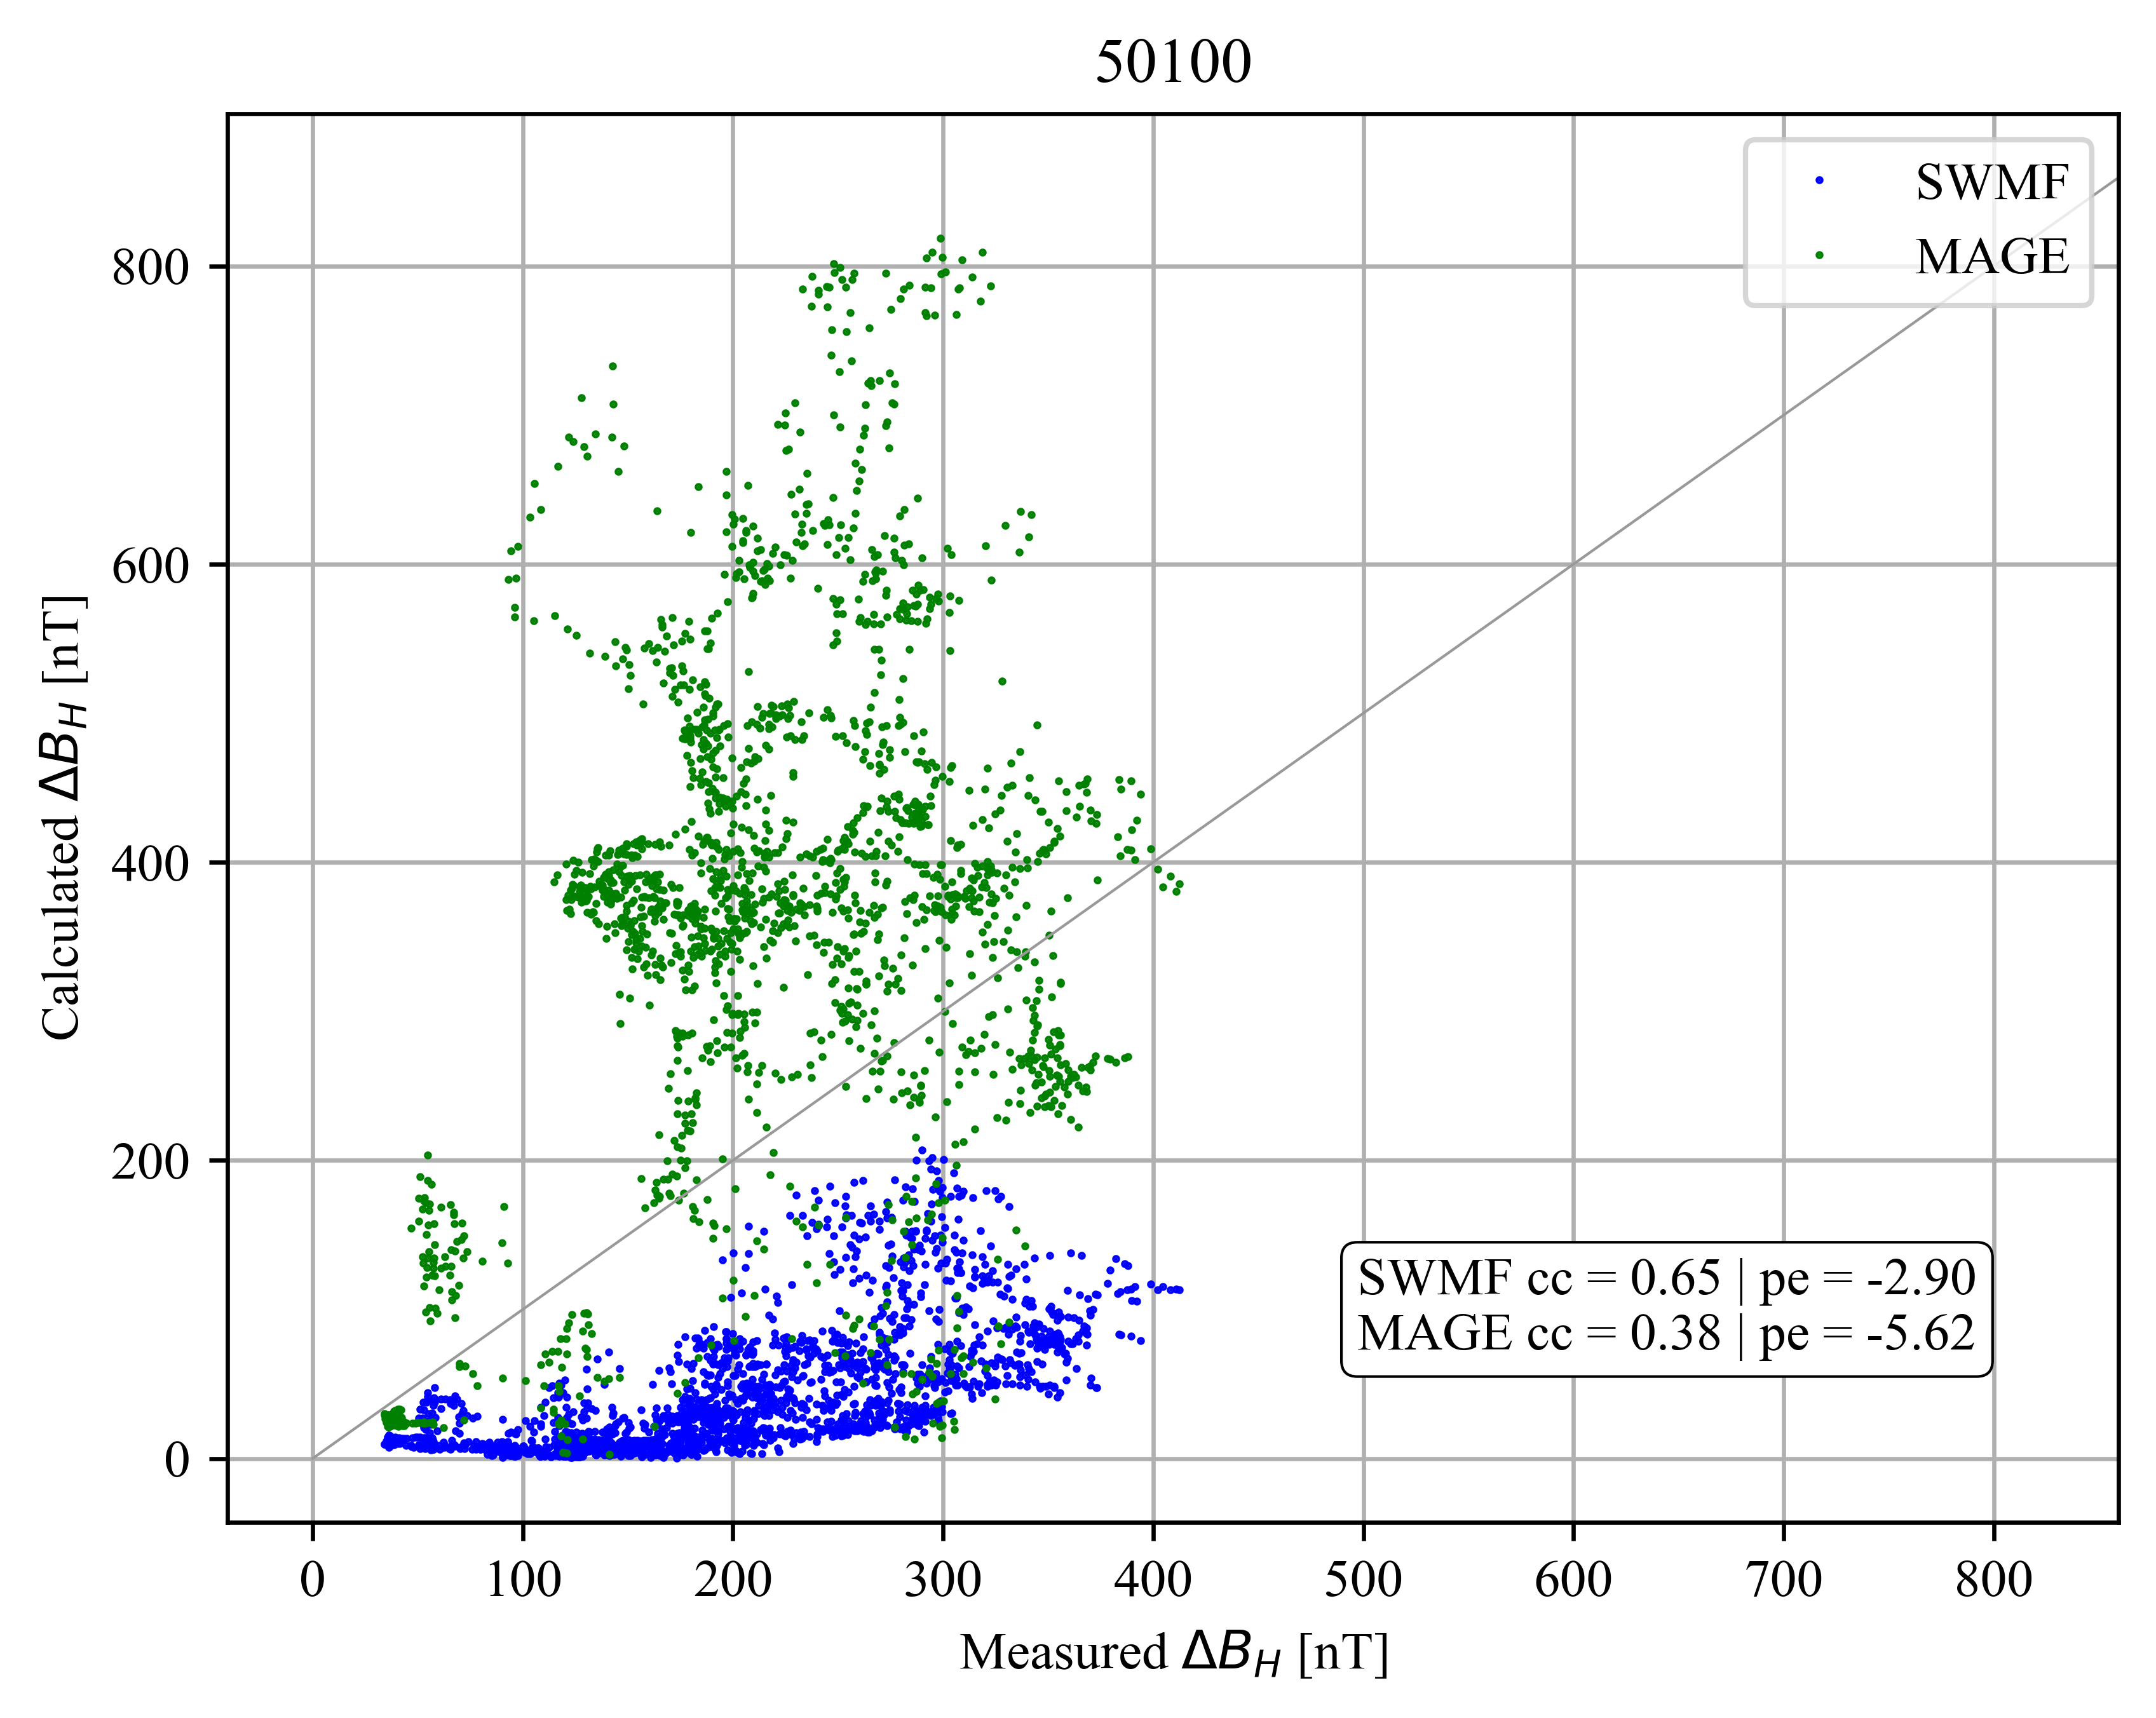 50100
SWMF
MAGE
800
600
400
200
0
Calculated ΔB_H [nT]
SWMF cc = 0.65 | pe = -2.90
MAGE cc = 0.38 | pe = -5.62
0 100 200 300 400 500 600 700 800
Measured ΔB_H [nT]